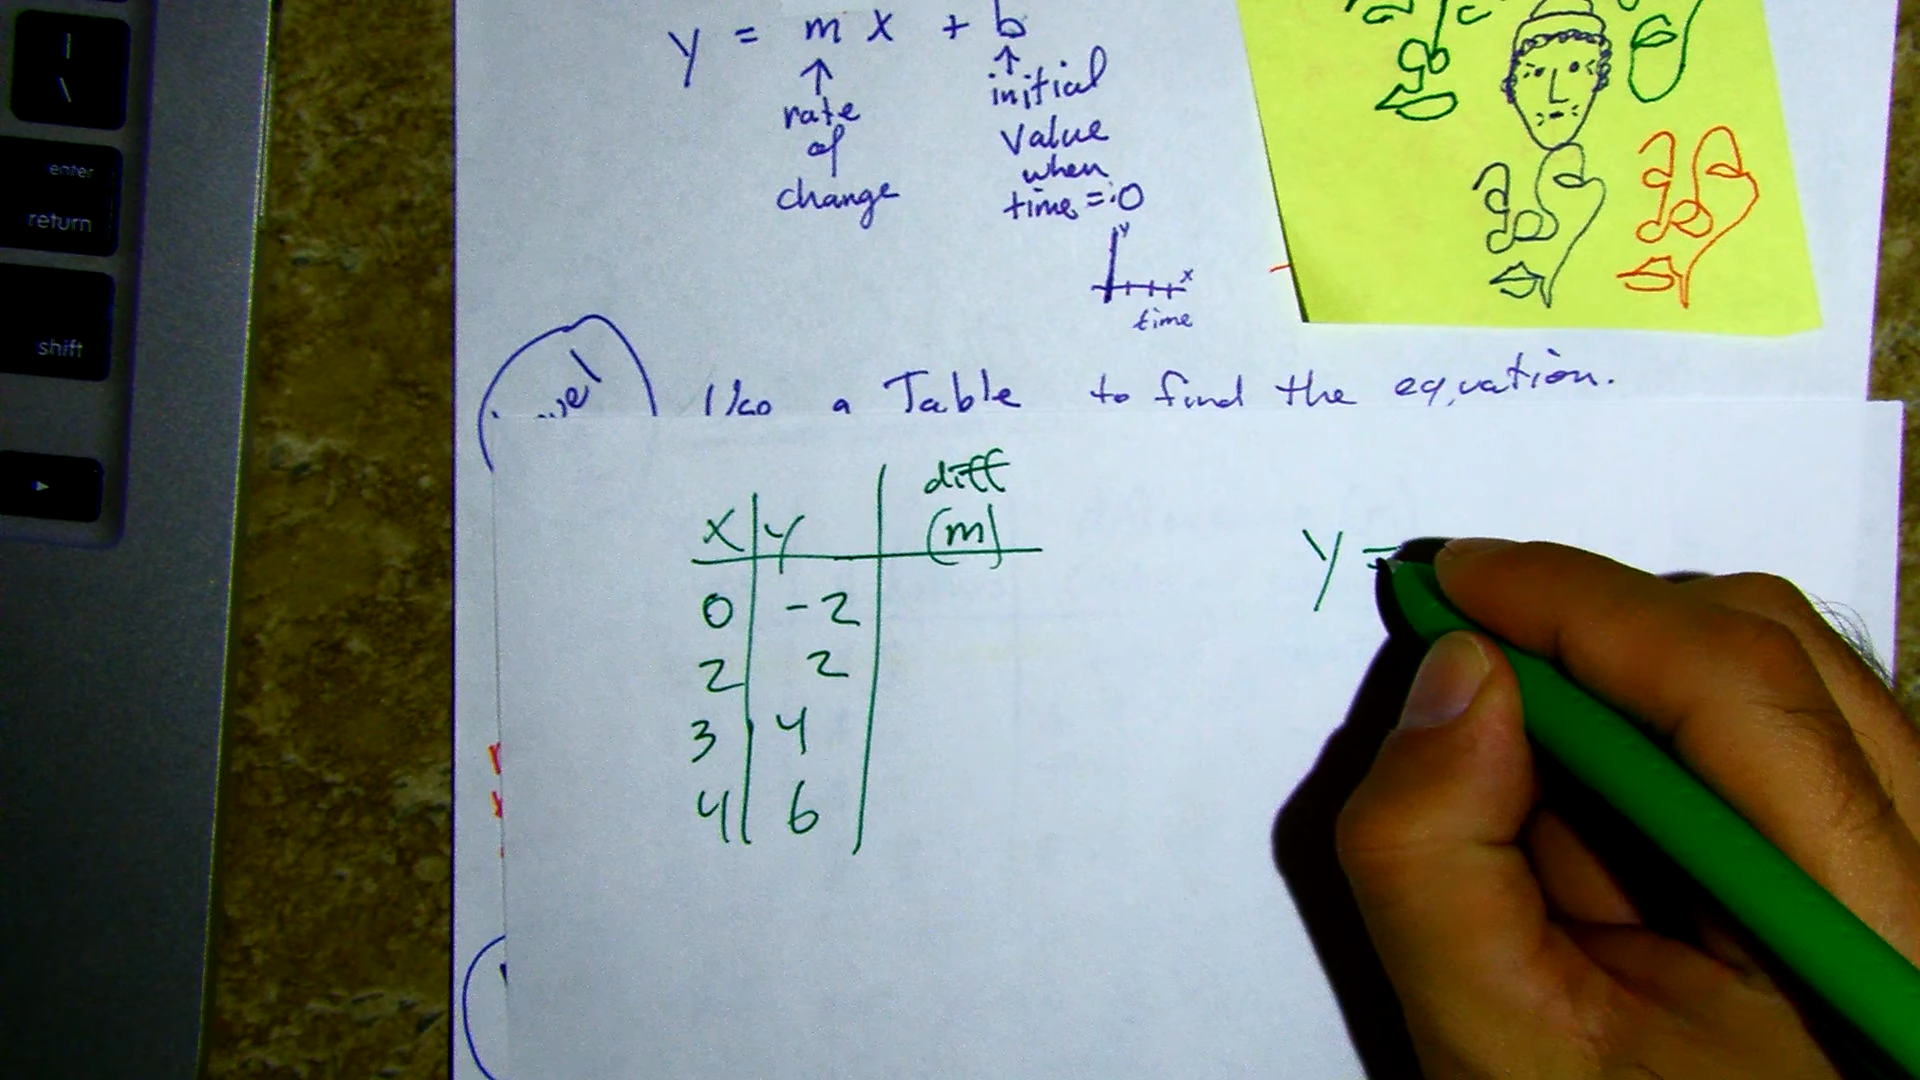 |
\
enter
return
shift
y = mx + b
↑ ↑
rate of change
initial value when time = 0
y
x
time
Use a Table to find the equation.
x y diff (m)
0 -2
2 2
3 4
4 6
y =